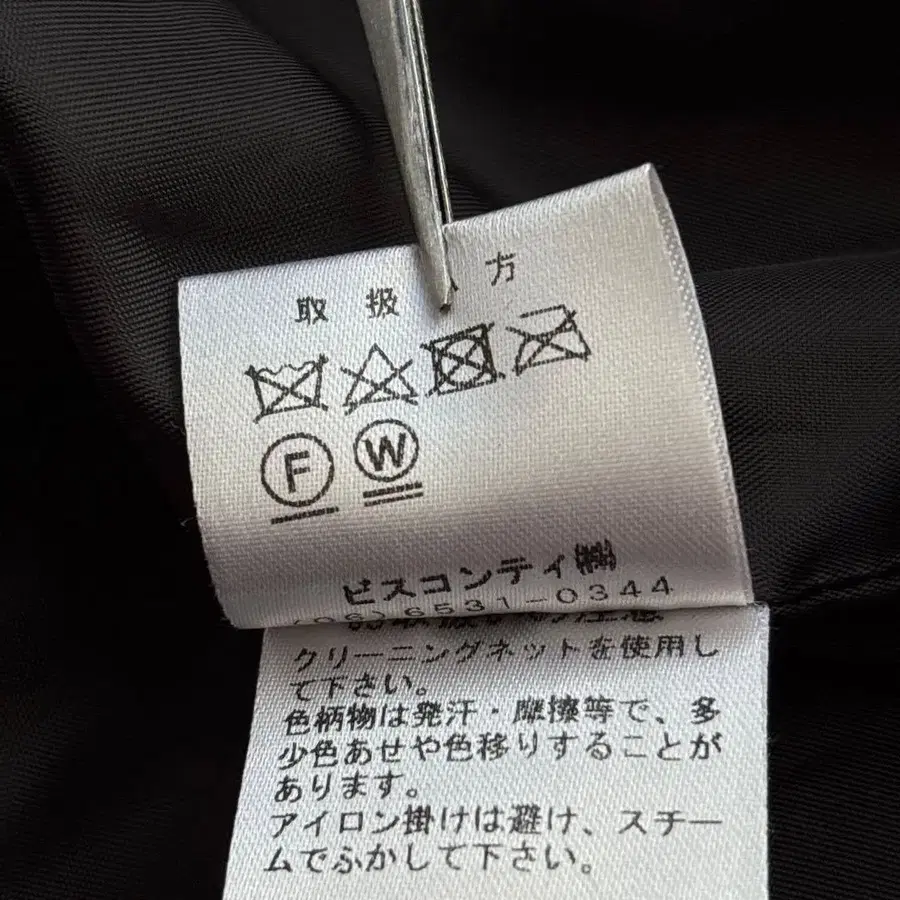 取扱 方
F W
ビスコンティ
(06)6531-0344
クリーニングネットを使用し
て下さい。
色柄物は発汗・摩擦等で、多
少色あせや色移りすることが
あります。
アイロン掛けは避け、スチー
ムでふかして下さい。